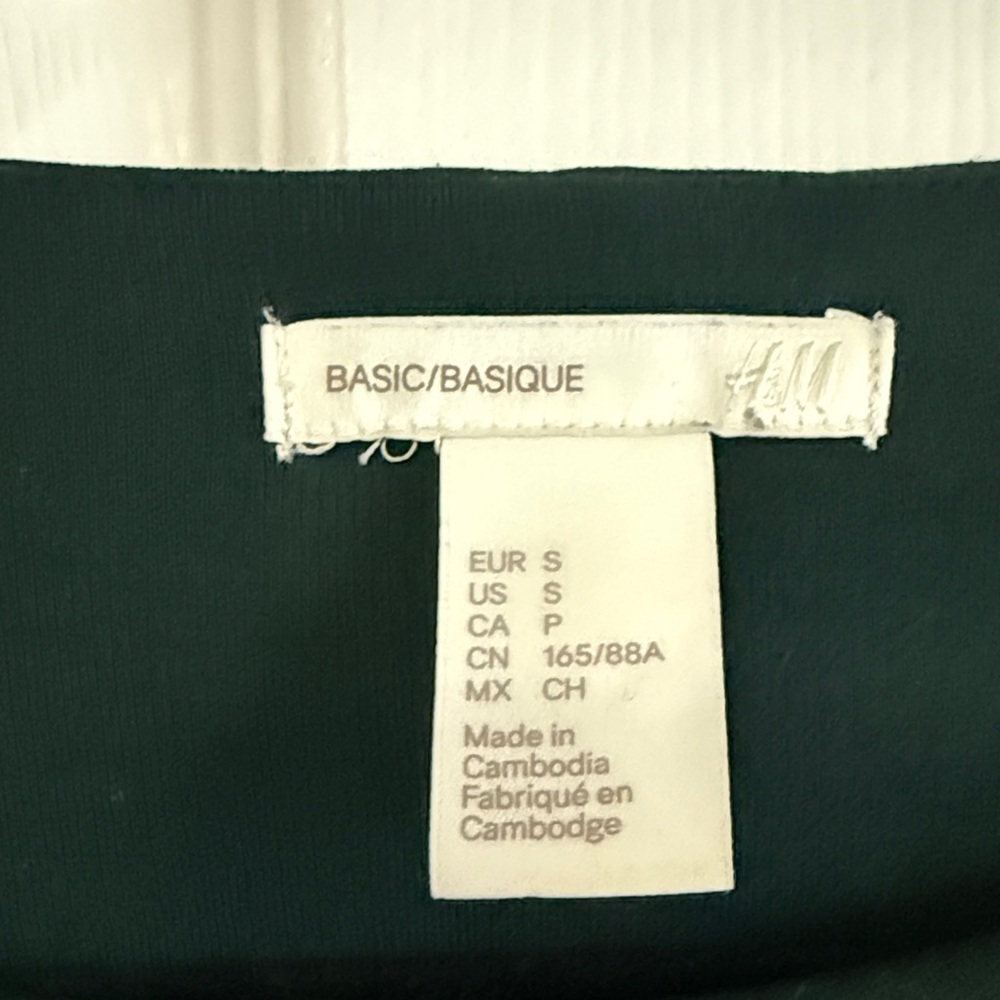 BASIC/BASIQUE H&M
EUR S
US S
CA P
CN 165/88A
MX CH
Made in
Cambodia
Fabriqué en
Cambodge